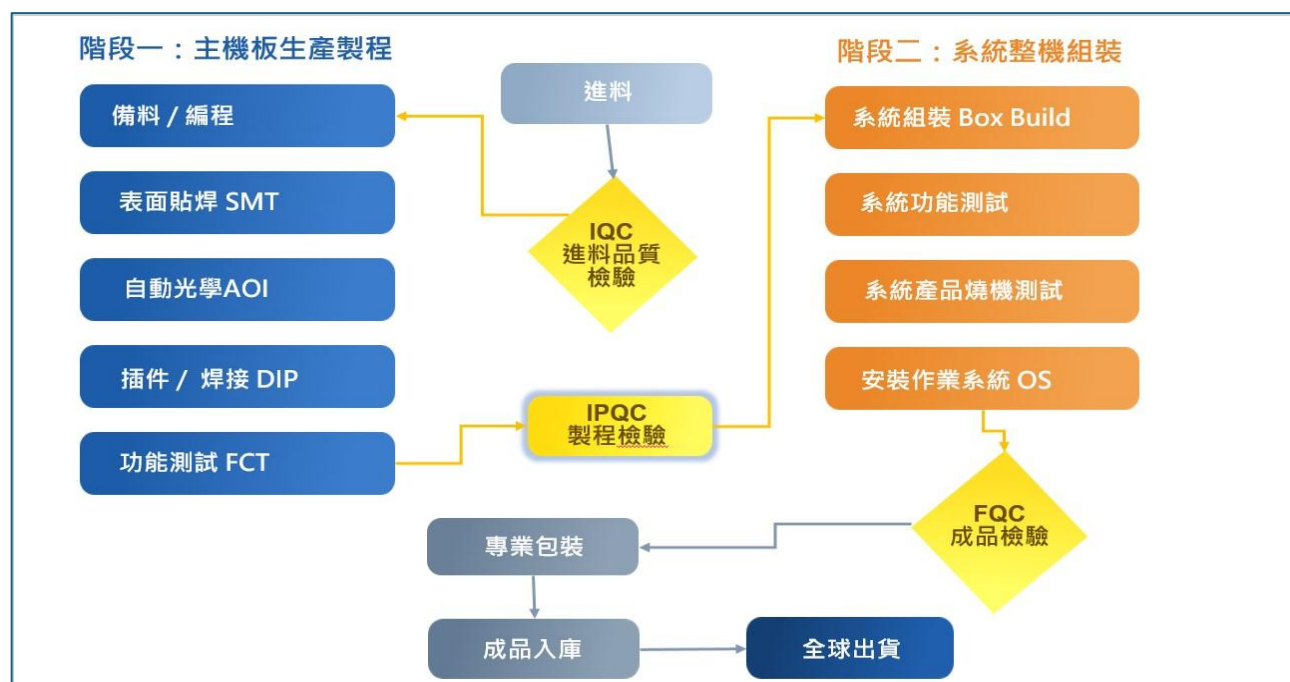 階段一：主機板生產製程
備料 / 編程
表面貼焊 SMT
自動光學AOI
插件 / 焊接 DIP
功能測試 FCT
進料
IQC
進料品質
檢驗
IPQC
製程檢驗
階段二：系統整機組裝
系統組裝 Box Build
系統功能測試
系統產品燒機測試
安裝作業系統 OS
FQC
成品檢驗
專業包裝
成品入庫
全球出貨